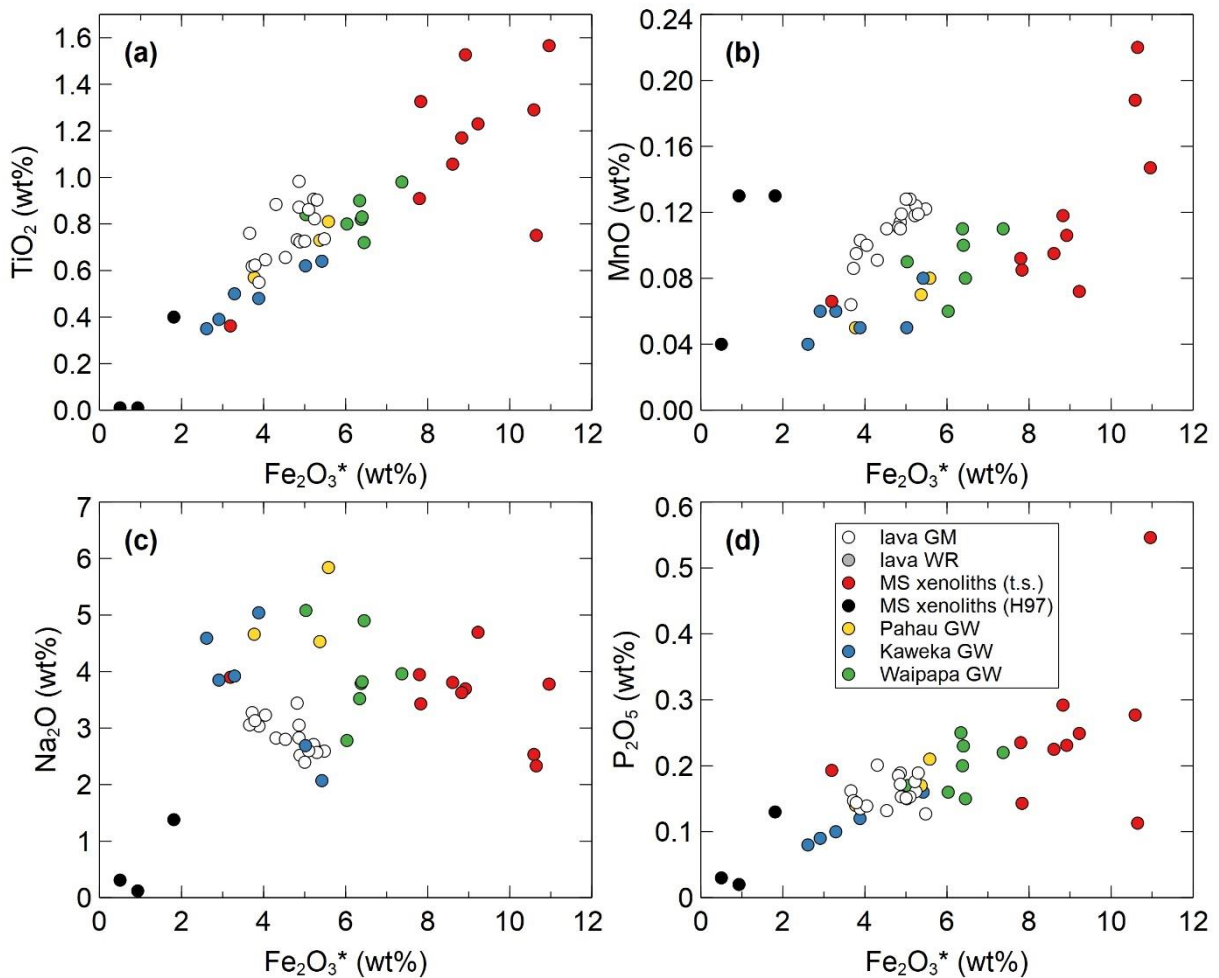 (a)
TiO₂ (wt%)
1.6
1.4
1.2
1.0
0.8
0.6
0.4
0.2
0.0
0 2 4 6 8 10 12
Fe₂O₃* (wt%)
(b)
MnO (wt%)
0.24
0.20
0.16
0.12
0.08
0.04
0.00
0 2 4 6 8 10 12
Fe₂O₃* (wt%)
(c)
Na₂O (wt%)
7
6
5
4
3
2
1
0
0 2 4 6 8 10 12
Fe₂O₃* (wt%)
(d)
P₂O₅ (wt%)
0.6
0.5
0.4
0.3
0.2
0.1
0
0 2 4 6 8 10 12
Fe₂O₃* (wt%)
lava GM
lava WR
MS xenoliths (t.s.)
MS xenoliths (H97)
Pahau GW
Kaweka GW
Waipapa GW